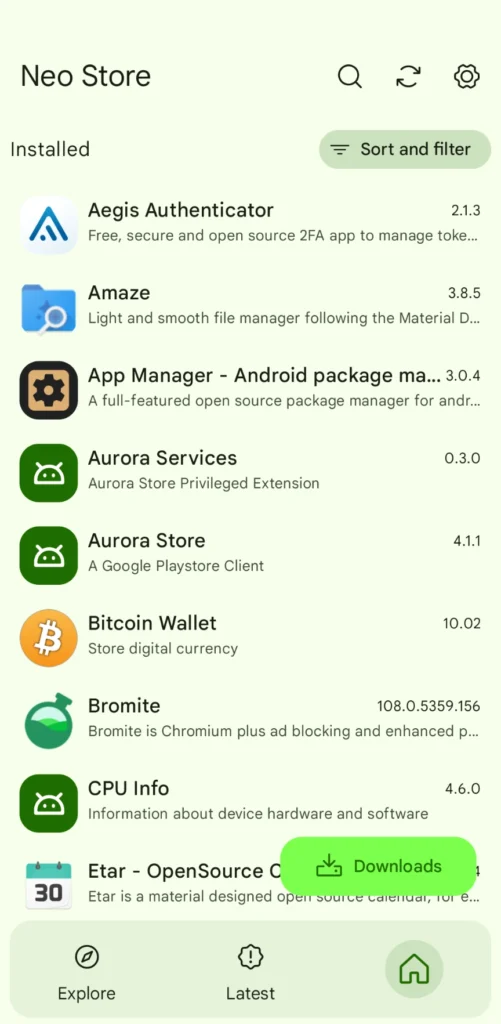 Neo Store
Installed
Sort and filter
Aegis Authenticator 2.1.3
Free, secure and open source 2FA app to manage toke...
Amaze 3.8.5
Light and smooth file manager following the Material D...
App Manager - Android package ma... 3.0.4
A full-featured open source package manager for andr...
Aurora Services 0.3.0
Aurora Store Privileged Extension
Aurora Store 4.1.1
A Google Playstore Client
Bitcoin Wallet 10.02
Store digital currency
Bromite 108.0.5359.156
Bromite is Chromium plus ad blocking and enhanced p...
CPU Info 4.6.0
Information about device hardware and software
30
Etar - OpenSource
Downloads
Etar is a material designed open source calendar, for e...
Explore
Latest